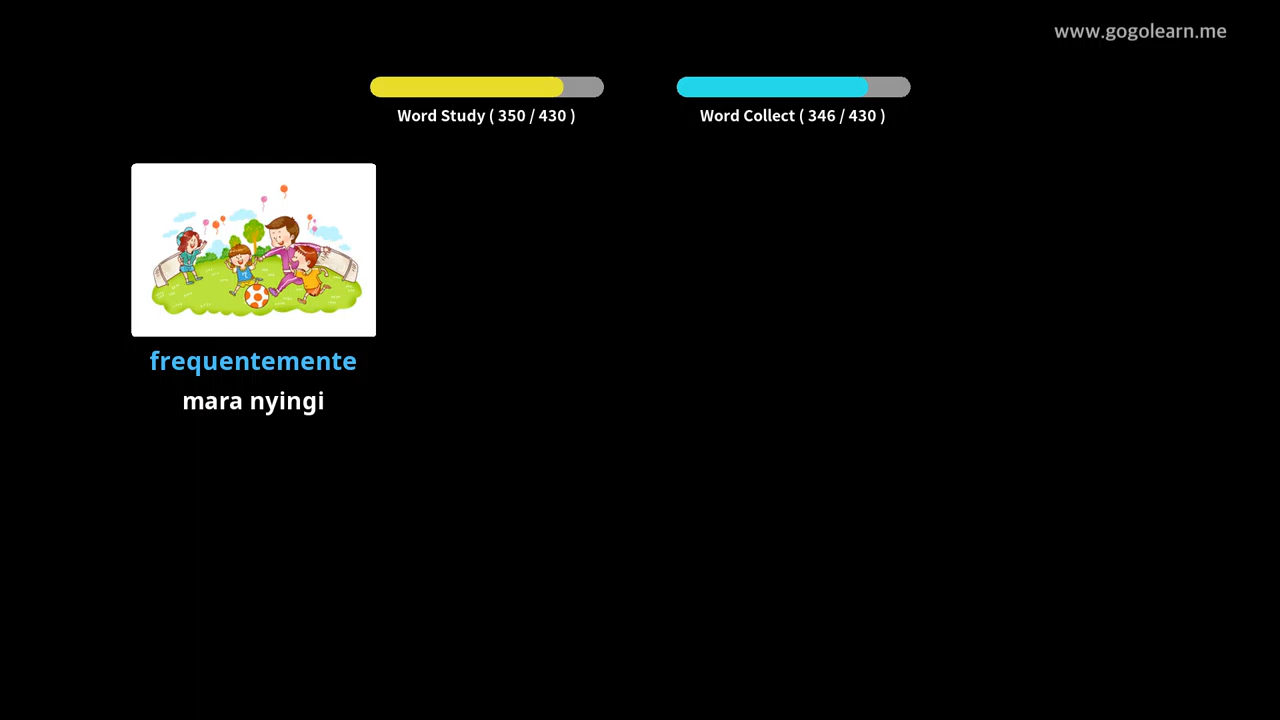 www.gogolearn.me
Word Study ( 350 / 430 )
Word Collect ( 346 / 430 )
frequentemente
mara nyingi